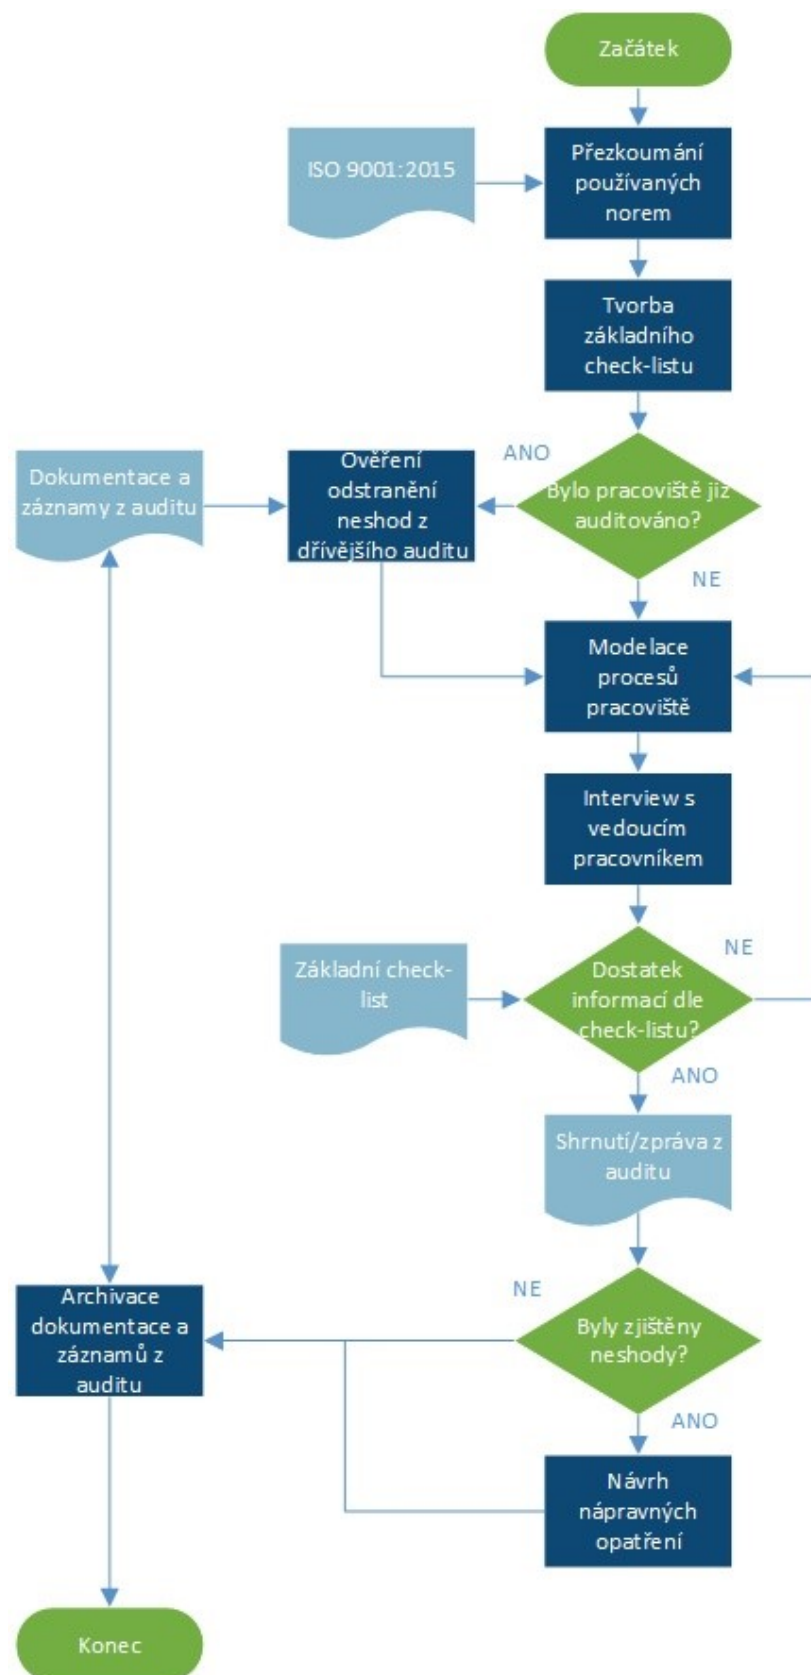 Začátek
ISO 9001:2015
Přezkoumání
používaných
norem
Tvorba
základního
check-listu
Dokumentace a
záznamy z auditu
Ověření
odstranění
neshod z
dřívějšího auditu
ANO
Bylo pracoviště již
auditováno?
NE
Modelace
procesů
pracoviště
Interview s
vedoucím
pracovníkem
Základní check-
list
Dostatek
informací dle
check-listu?
NE
ANO
Shrnutí/zpráva z
auditu
Archivace
dokumentace a
záznamů z
auditu
NE
Byly zjištěny
neshody?
ANO
Návrh
nápravných
opatření
Konec